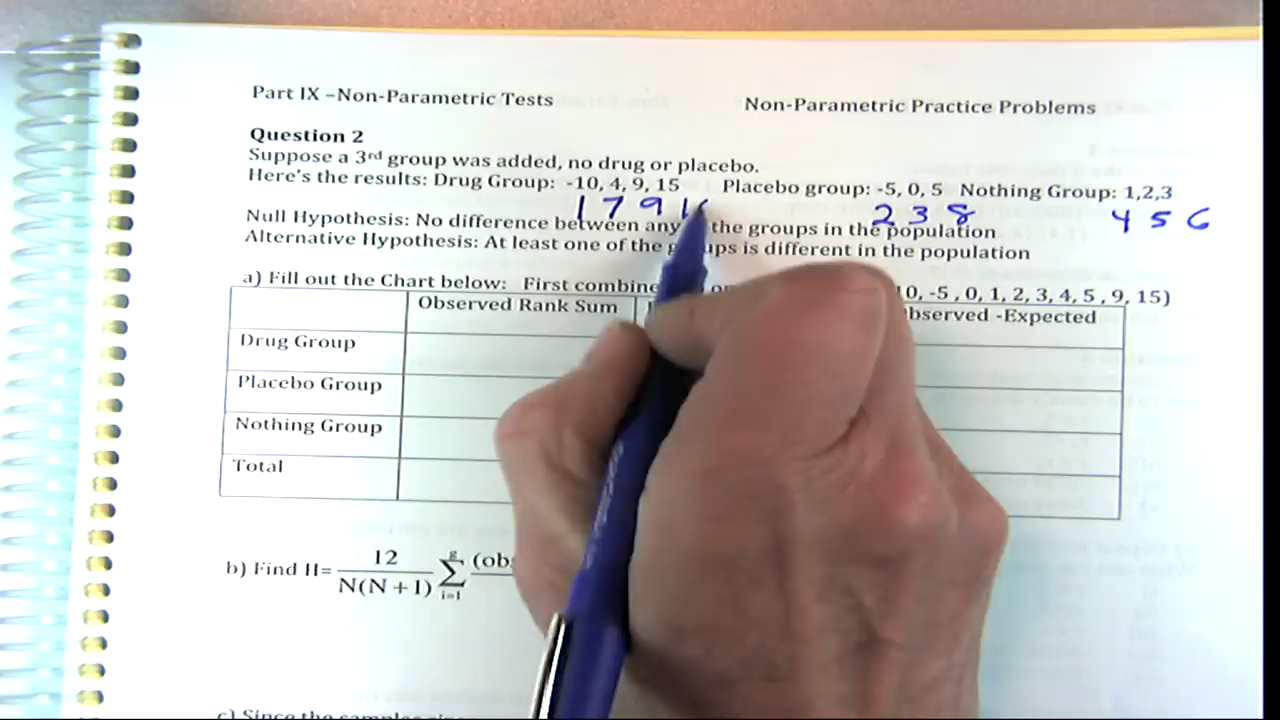 Part IX –Non-Parametric Tests Non-Parametric Practice Problems
Question 2
Suppose a 3rd group was added, no drug or placebo.
Here's the results: Drug Group: -10, 4, 9, 15 Placebo group: -5, 0, 5 Nothing Group: 1,2,3
1 7 9 2 3 8 4 5 6
Null Hypothesis: No difference between any the groups in the population
Alternative Hypothesis: At least one of the is different in the population
a) Fill out the Chart below: First combine -5 , 0, 1, 2, 3, 4, 5 , 9, 15)
Observed Rank Sum -Expected
Drug Group
Placebo Group
Nothing Group
Total
b) Find H= 12 / N(N + 1) g Σ i=1 (obs
c) Since the samples